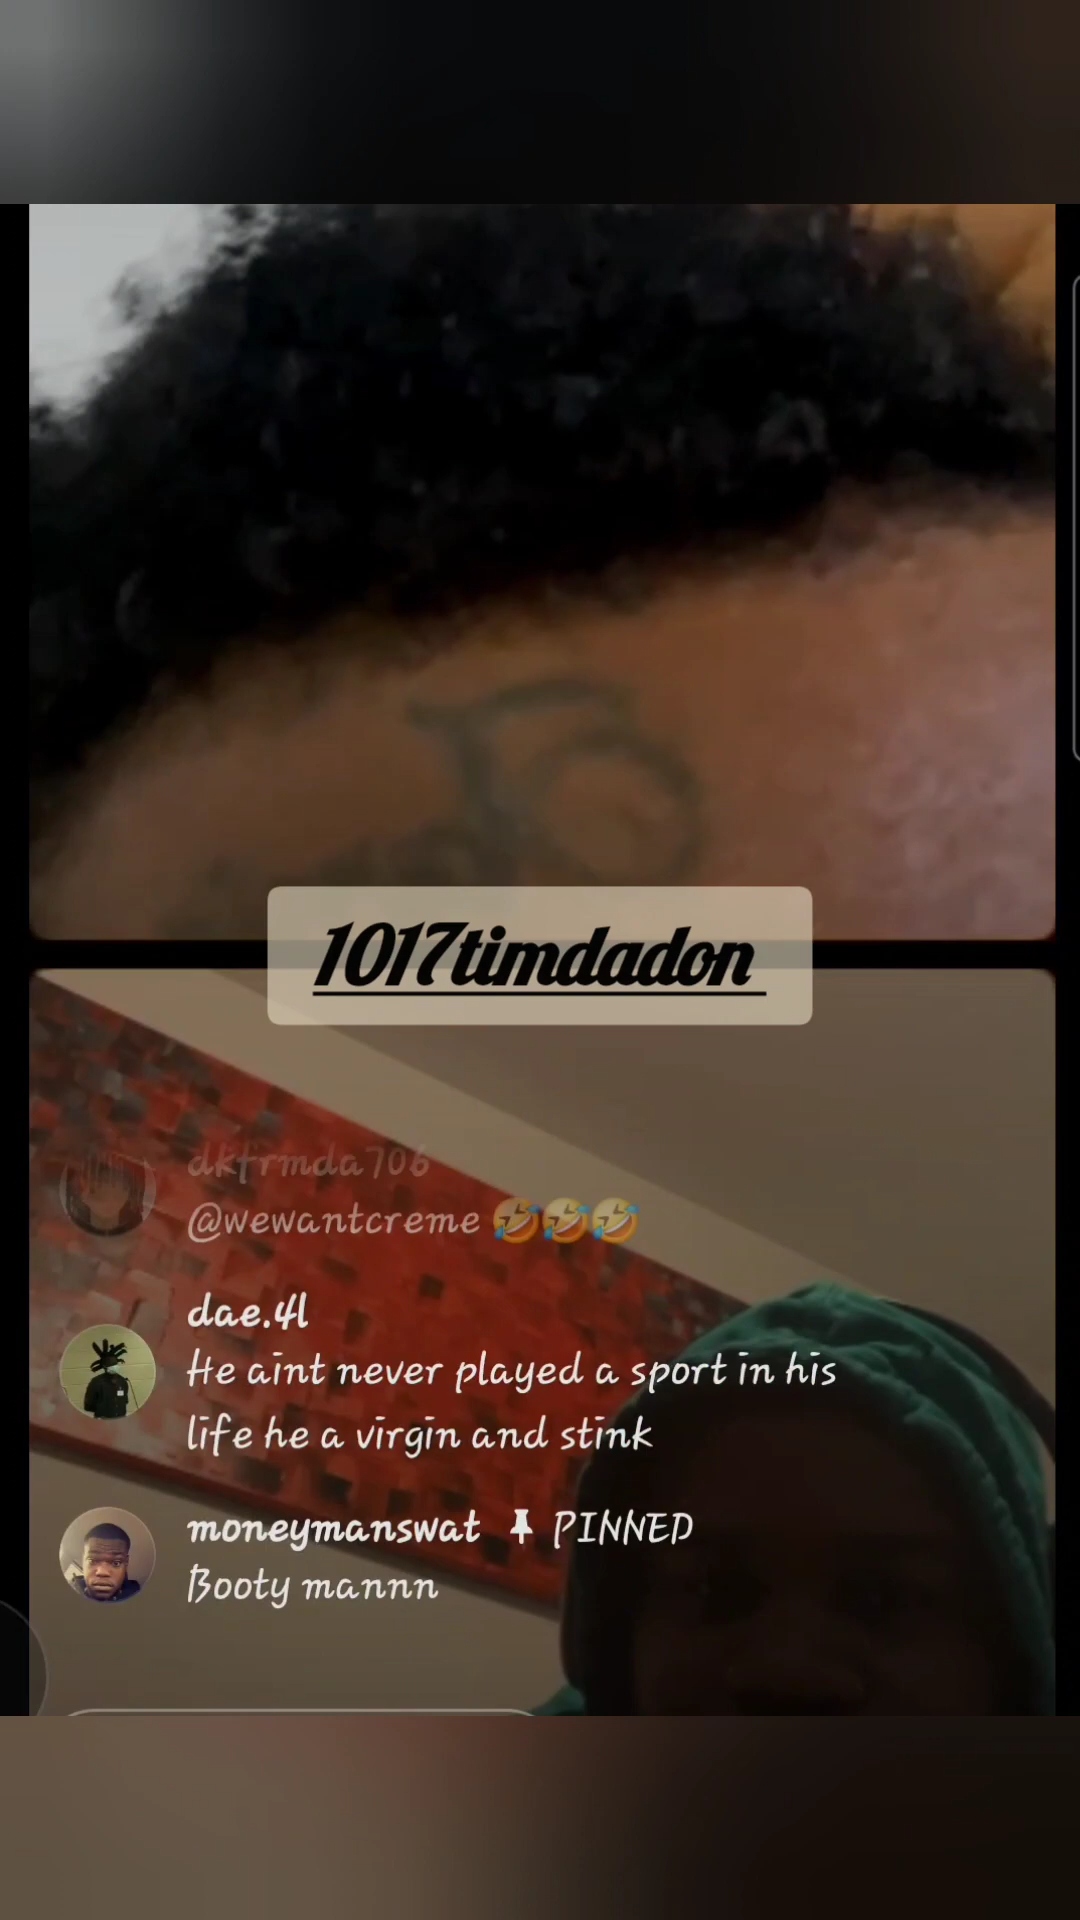 1017timdadon
dkfrmda706
@wewantcreme 🤣🤣🤣
dae.4l
He aint never played a sport in his
life he a virgin and stink
moneymanswat 📌 PINNED
Booty mannn